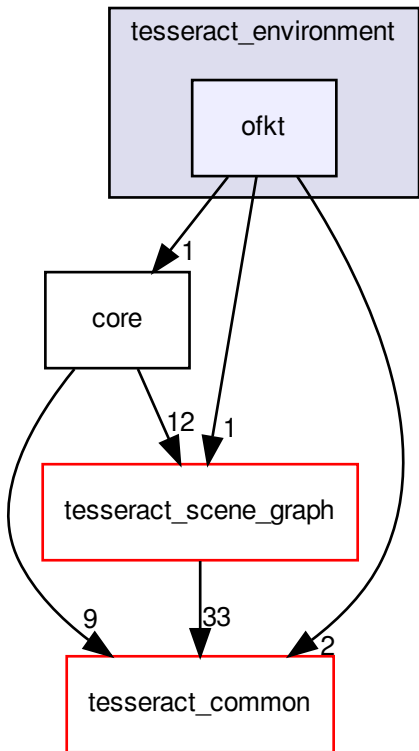 tesseract_environment
ofkt
1
core
12
1
tesseract_scene_graph
9
33
2
tesseract_common